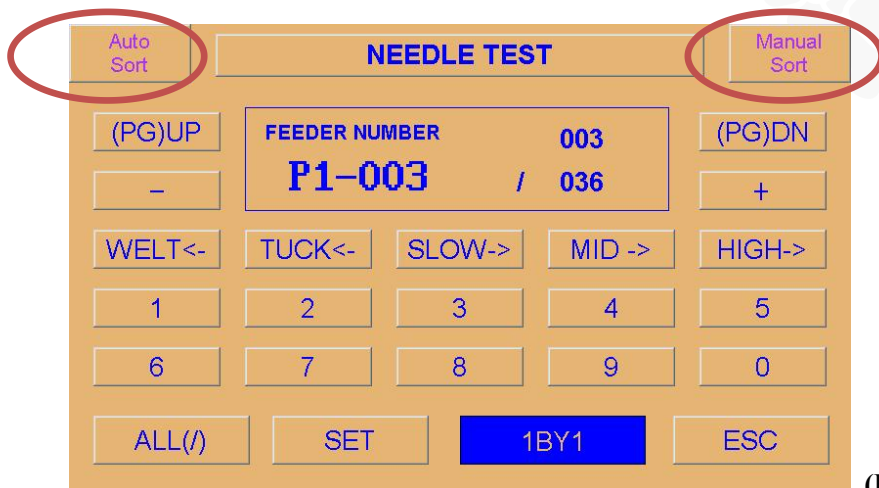 Auto
Sort
NEEDLE TEST
Manual
Sort
(PG)UP
FEEDER NUMBER
003
(PG)DN
P1-003 / 036
−
+
WELT<- TUCK<- SLOW-> MID -> HIGH->
1 2 3 4 5
6 7 8 9 0
ALL(/) SET 1BY1 ESC